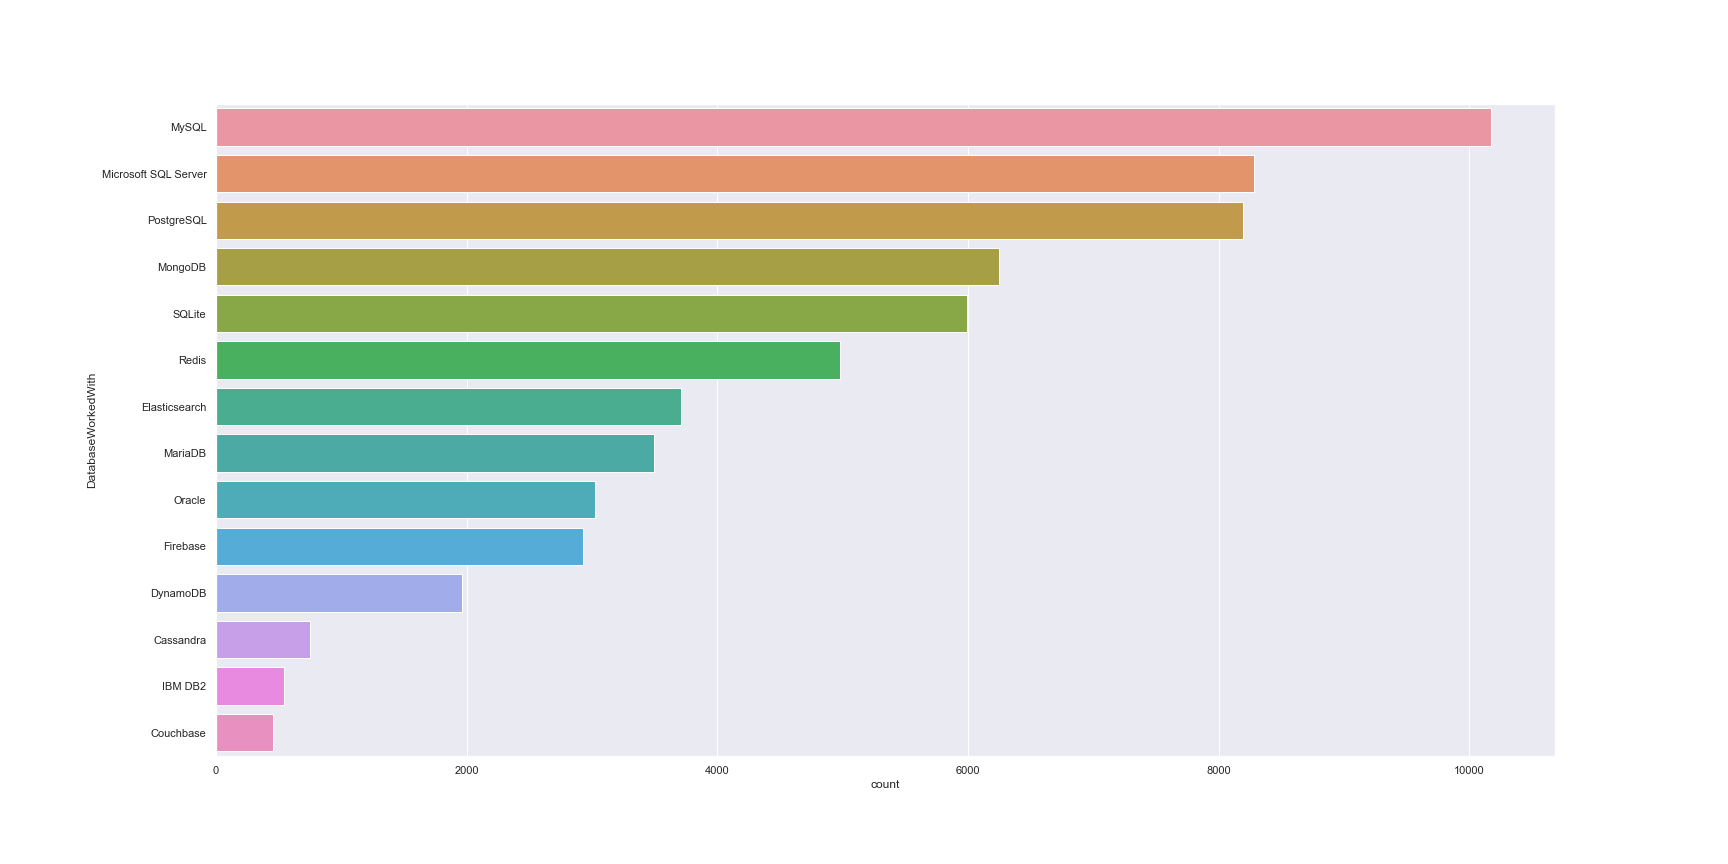 MySQL
Microsoft SQL Server
PostgreSQL
MongoDB
SQLite
Redis
Elasticsearch
MariaDB
Oracle
Firebase
DynamoDB
Cassandra
IBM DB2
Couchbase
DatabaseWorkedWith
0 2000 4000 6000 8000 10000
count